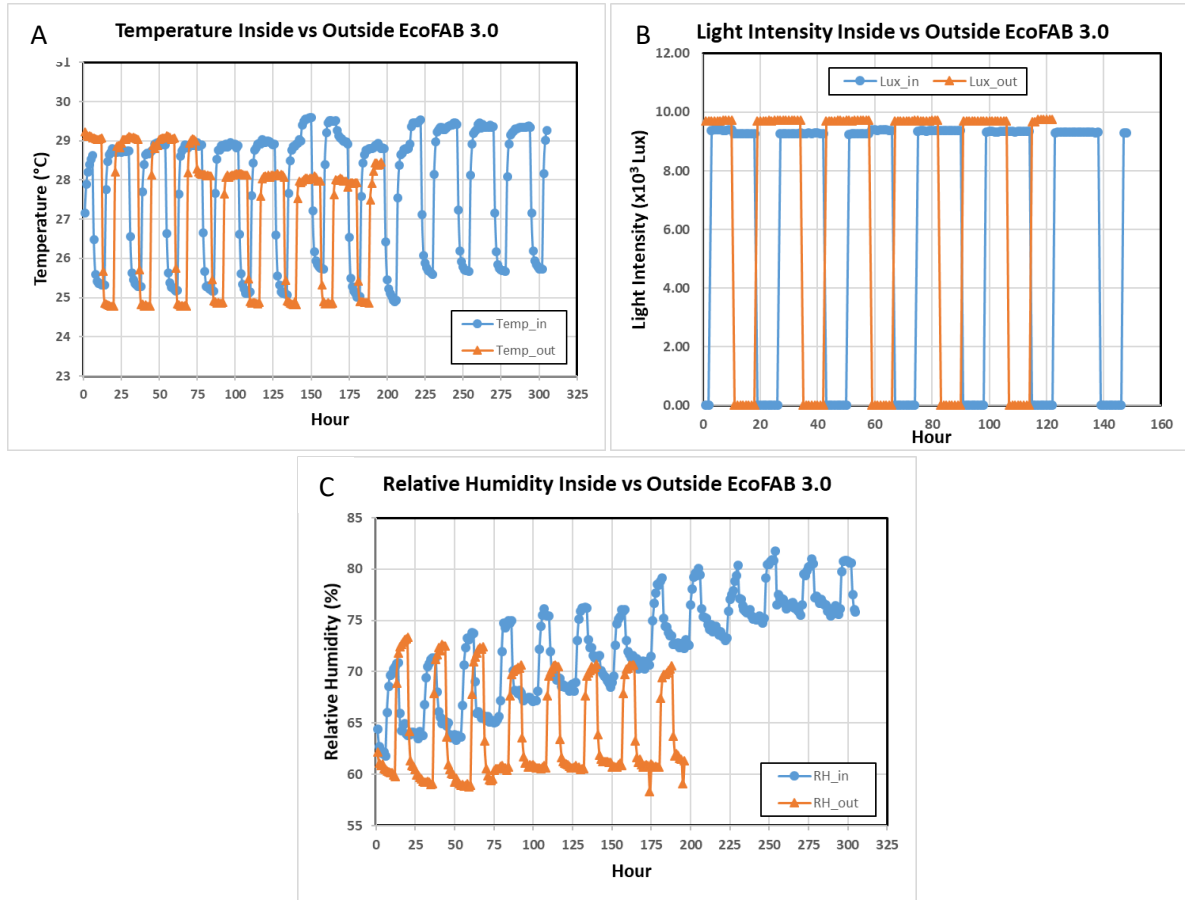 A
Temperature Inside vs Outside EcoFAB 3.0
31
30
29
28
27
26
25
24
23
Temperature (°C)
0 25 50 75 100 125 150 175 200 225 250 275 300 325
Hour
Temp_in
Temp_out
B
Light Intensity Inside vs Outside EcoFAB 3.0
12.00
10.00
8.00
6.00
4.00
2.00
0.00
Light Intensity (x10³ Lux)
Lux_in Lux_out
0 20 40 60 80 100 120 140 160
Hour
C
Relative Humidity Inside vs Outside EcoFAB 3.0
85
80
75
70
65
60
55
Relative Humidity (%)
RH_in
RH_out
0 25 50 75 100 125 150 175 200 225 250 275 300 325
Hour